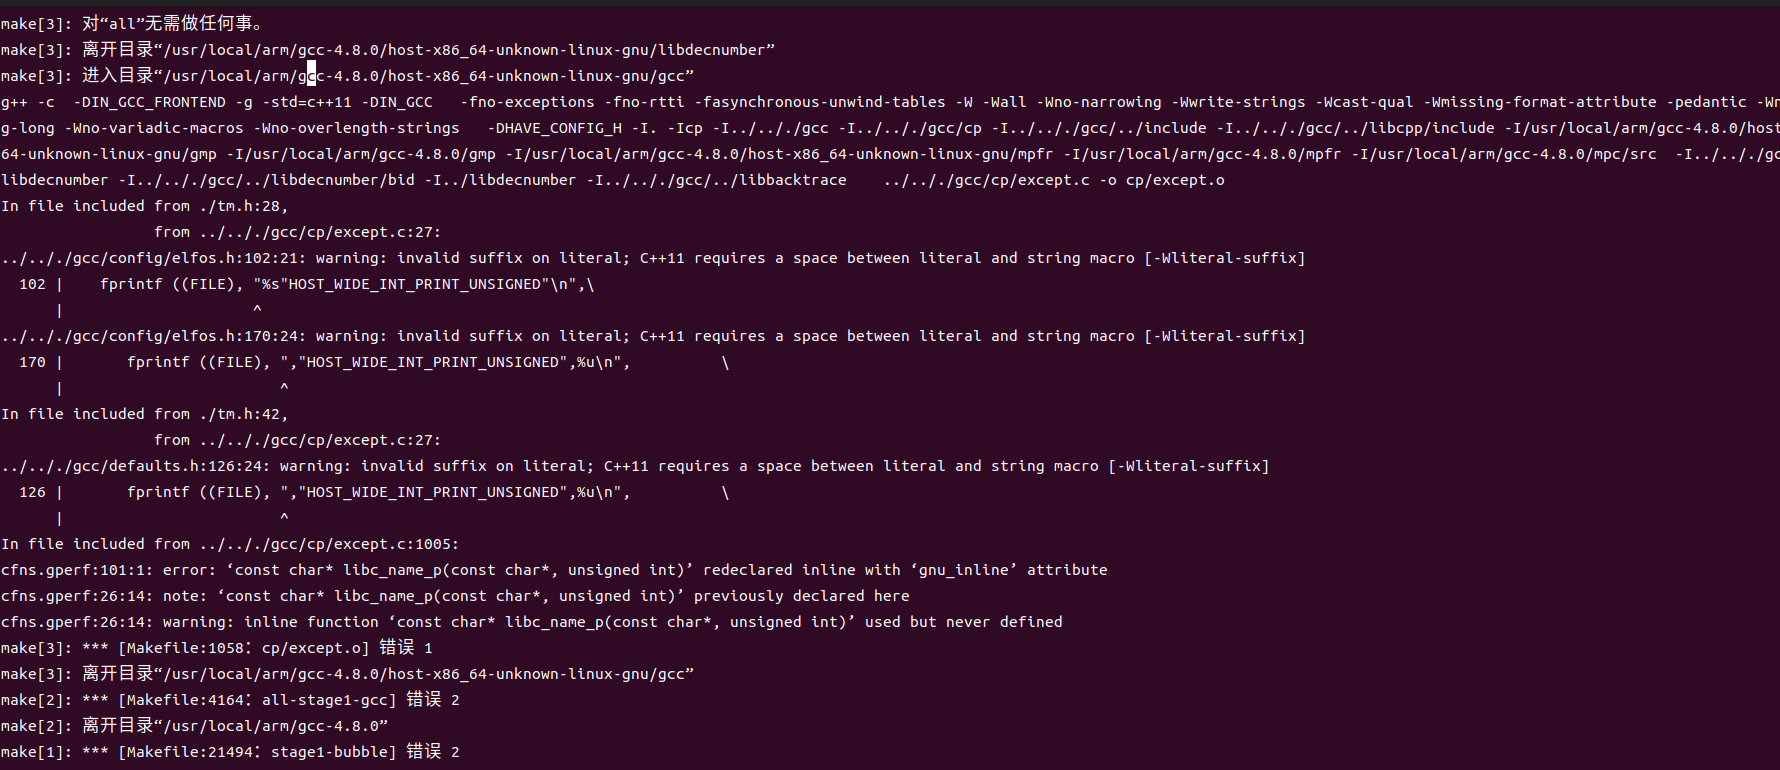 make[3]: 对“all”无需做任何事。
make[3]: 离开目录“/usr/local/arm/gcc-4.8.0/host-x86_64-unknown-linux-gnu/libdecnumber”
make[3]: 进入目录“/usr/local/arm/gcc-4.8.0/host-x86_64-unknown-linux-gnu/gcc”
g++ -c  -DIN_GCC_FRONTEND -g -std=c++11 -DIN_GCC   -fno-exceptions -fno-rtti -fasynchronous-unwind-tables -W -Wall -Wno-narrowing -Wwrite-strings -Wcast-qual -Wmissing-format-attribute -pedantic -Wn
g-long -Wno-variadic-macros -Wno-overlength-strings   -DHAVE_CONFIG_H -I. -Icp -I../.././gcc -I../.././gcc/cp -I../.././gcc/../include -I../.././gcc/../libcpp/include -I/usr/local/arm/gcc-4.8.0/host
64-unknown-linux-gnu/gmp -I/usr/local/arm/gcc-4.8.0/gmp -I/usr/local/arm/gcc-4.8.0/host-x86_64-unknown-linux-gnu/mpfr -I/usr/local/arm/gcc-4.8.0/mpfr -I/usr/local/arm/gcc-4.8.0/mpc/src  -I../.././gc
libdecnumber -I../.././gcc/../libdecnumber/bid -I../libdecnumber -I../.././gcc/../libbacktrace    ../.././gcc/cp/except.c -o cp/except.o
In file included from ./tm.h:28,
                 from ../.././gcc/cp/except.c:27:
../.././gcc/config/elfos.h:102:21: warning: invalid suffix on literal; C++11 requires a space between literal and string macro [-Wliteral-suffix]
  102 |    fprintf ((FILE), "%s"HOST_WIDE_INT_PRINT_UNSIGNED"\n",\
      |                     ^
../.././gcc/config/elfos.h:170:24: warning: invalid suffix on literal; C++11 requires a space between literal and string macro [-Wliteral-suffix]
  170 |       fprintf ((FILE), ","HOST_WIDE_INT_PRINT_UNSIGNED",%u\n",          \
      |                        ^
In file included from ./tm.h:42,
                 from ../.././gcc/cp/except.c:27:
../.././gcc/defaults.h:126:24: warning: invalid suffix on literal; C++11 requires a space between literal and string macro [-Wliteral-suffix]
  126 |       fprintf ((FILE), ","HOST_WIDE_INT_PRINT_UNSIGNED",%u\n",          \
      |                        ^
In file included from ../.././gcc/cp/except.c:1005:
cfns.gperf:101:1: error: ‘const char* libc_name_p(const char*, unsigned int)’ redeclared inline with ‘gnu_inline’ attribute
cfns.gperf:26:14: note: ‘const char* libc_name_p(const char*, unsigned int)’ previously declared here
cfns.gperf:26:14: warning: inline function ‘const char* libc_name_p(const char*, unsigned int)’ used but never defined
make[3]: *** [Makefile:1058：cp/except.o] 错误 1
make[3]: 离开目录“/usr/local/arm/gcc-4.8.0/host-x86_64-unknown-linux-gnu/gcc”
make[2]: *** [Makefile:4164：all-stage1-gcc] 错误 2
make[2]: 离开目录“/usr/local/arm/gcc-4.8.0”
make[1]: *** [Makefile:21494：stage1-bubble] 错误 2